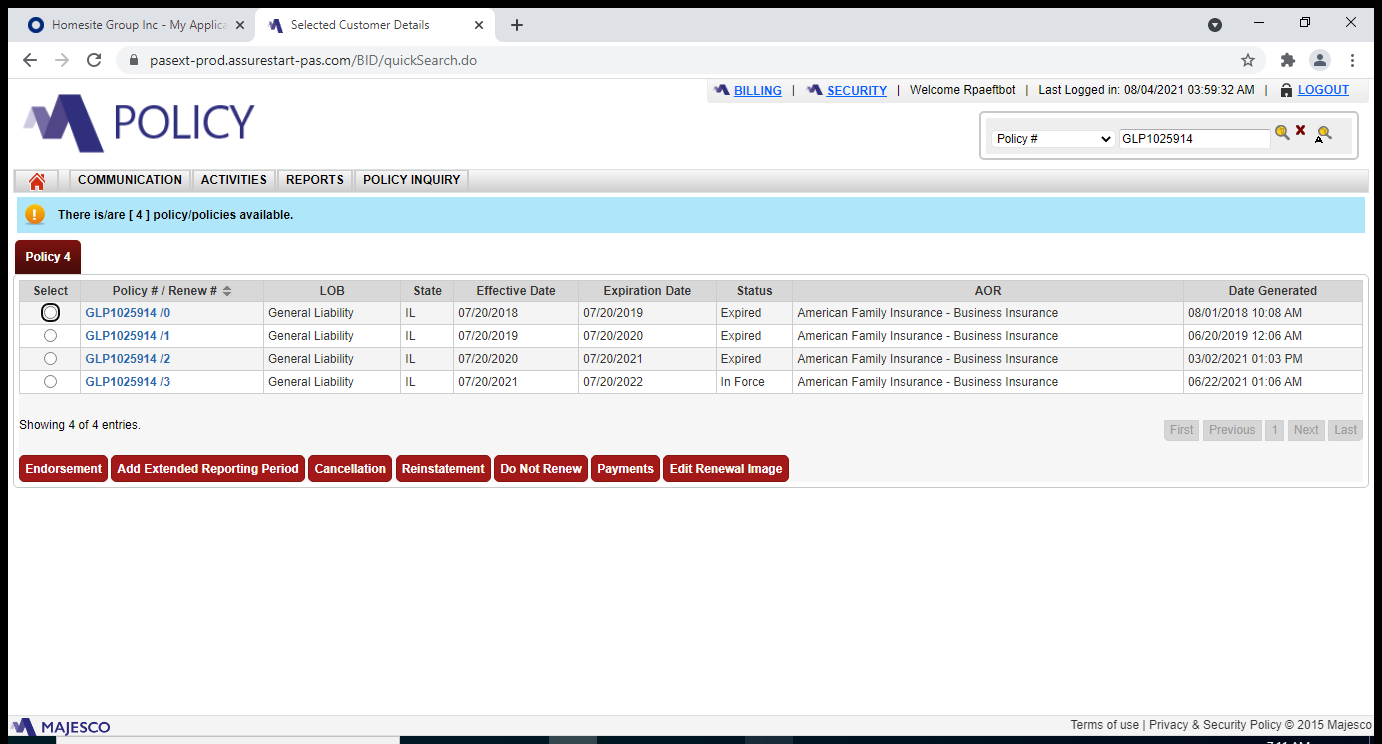 Homesite Group Inc - My Applica
Selected Customer Details
pasext-prod.assurestart-pas.com/BID/quickSearch.do
BILLING | SECURITY | Welcome Rpaeftbot | Last Logged in: 08/04/2021 03:59:32 AM | LOGOUT
POLICY
Policy # GLP1025914
COMMUNICATION ACTIVITIES REPORTS POLICY INQUIRY
There is/are [ 4 ] policy/policies available.
Policy 4
Select Policy # / Renew # LOB State Effective Date Expiration Date Status AOR Date Generated
GLP1025914 /0 General Liability IL 07/20/2018 07/20/2019 Expired American Family Insurance - Business Insurance 08/01/2018 10:08 AM
GLP1025914 /1 General Liability IL 07/20/2019 07/20/2020 Expired American Family Insurance - Business Insurance 06/20/2019 12:06 AM
GLP1025914 /2 General Liability IL 07/20/2020 07/20/2021 Expired American Family Insurance - Business Insurance 03/02/2021 01:03 PM
GLP1025914 /3 General Liability IL 07/20/2021 07/20/2022 In Force American Family Insurance - Business Insurance 06/22/2021 01:06 AM
Showing 4 of 4 entries.
First Previous 1 Next Last
Endorsement Add Extended Reporting Period Cancellation Reinstatement Do Not Renew Payments Edit Renewal Image
MAJESCO
Terms of use | Privacy & Security Policy © 2015 Majesco